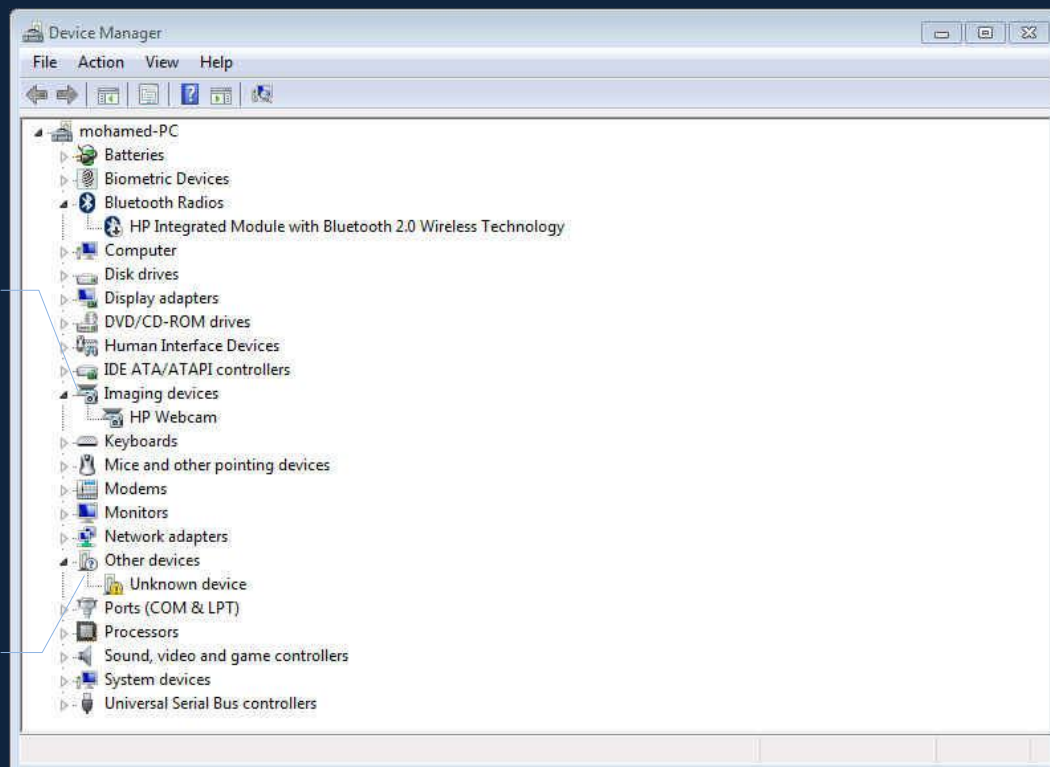 Device Manager
File Action View Help
mohamed-PC
Batteries
Biometric Devices
Bluetooth Radios
HP Integrated Module with Bluetooth 2.0 Wireless Technology
Computer
Disk drives
Display adapters
DVD/CD-ROM drives
Human Interface Devices
IDE ATA/ATAPI controllers
Imaging devices
HP Webcam
Keyboards
Mice and other pointing devices
Modems
Monitors
Network adapters
Other devices
Unknown device
Ports (COM & LPT)
Processors
Sound, video and game controllers
System devices
Universal Serial Bus controllers